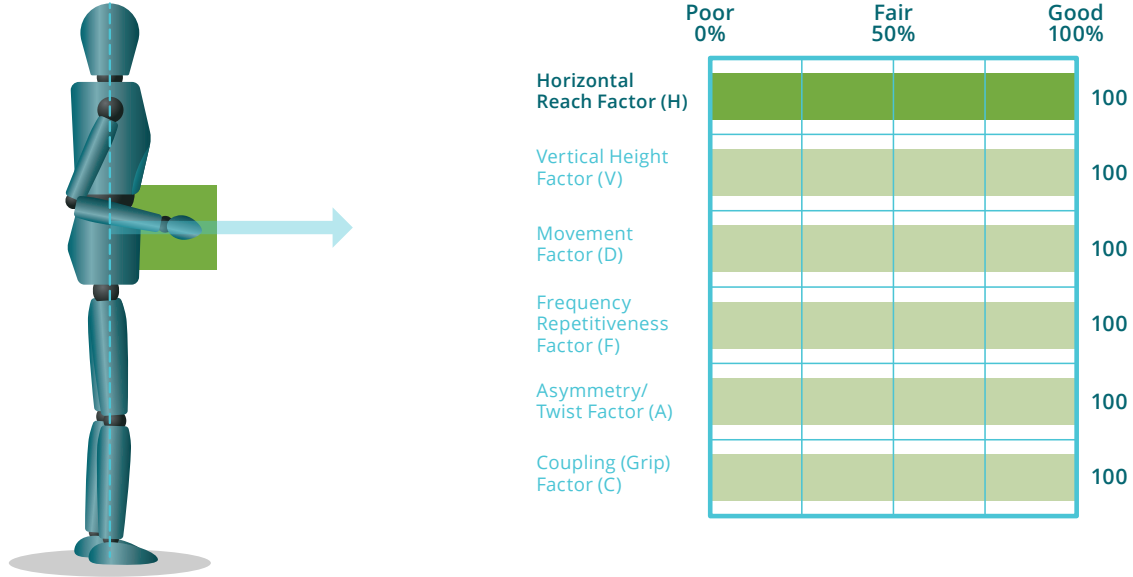 Poor Fair Good
0% 50% 100%
Horizontal
Reach Factor (H) 100
Vertical Height
Factor (V) 100
Movement
Factor (D) 100
Frequency
Repetitiveness
Factor (F) 100
Asymmetry/
Twist Factor (A) 100
Coupling (Grip)
Factor (C) 100